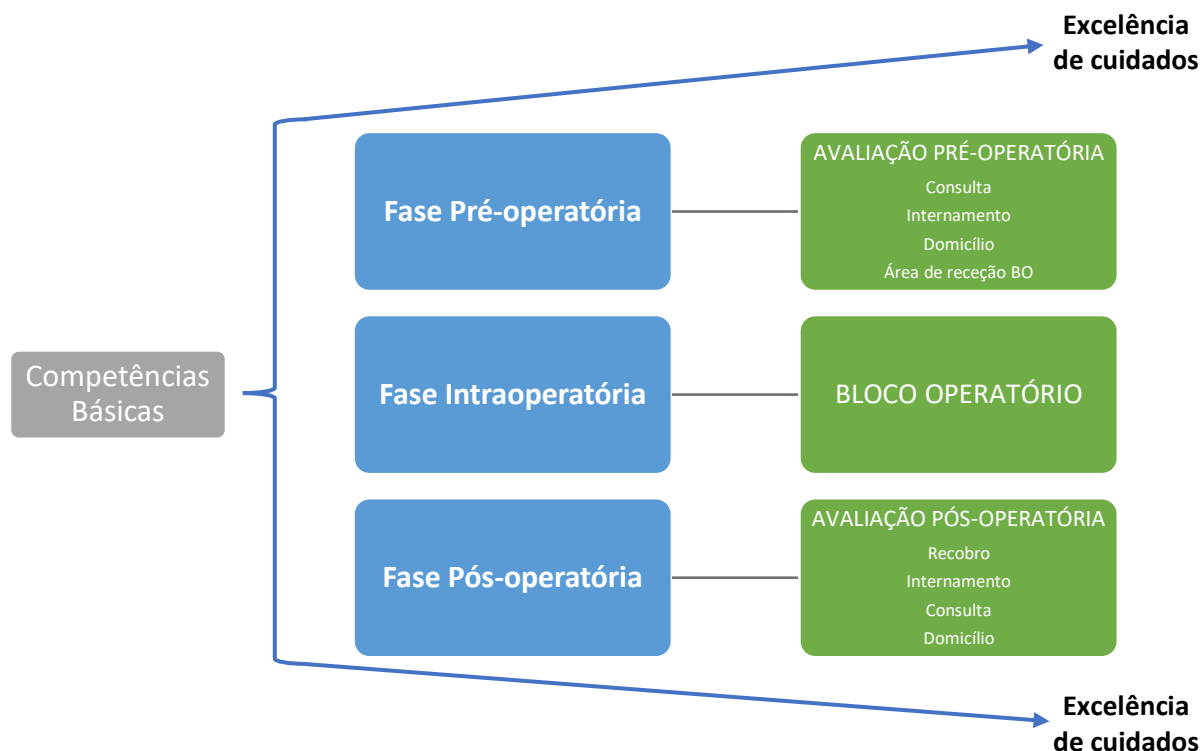 Excelência
de cuidados
Competências
Básicas
Fase Pré-operatória
AVALIAÇÃO PRÉ-OPERATÓRIA
Consulta
Internamento
Domicílio
Área de receção BO
Fase Intraoperatória
BLOCO OPERATÓRIO
Fase Pós-operatória
AVALIAÇÃO PÓS-OPERATÓRIA
Recobro
Internamento
Consulta
Domicílio
Excelência
de cuidados